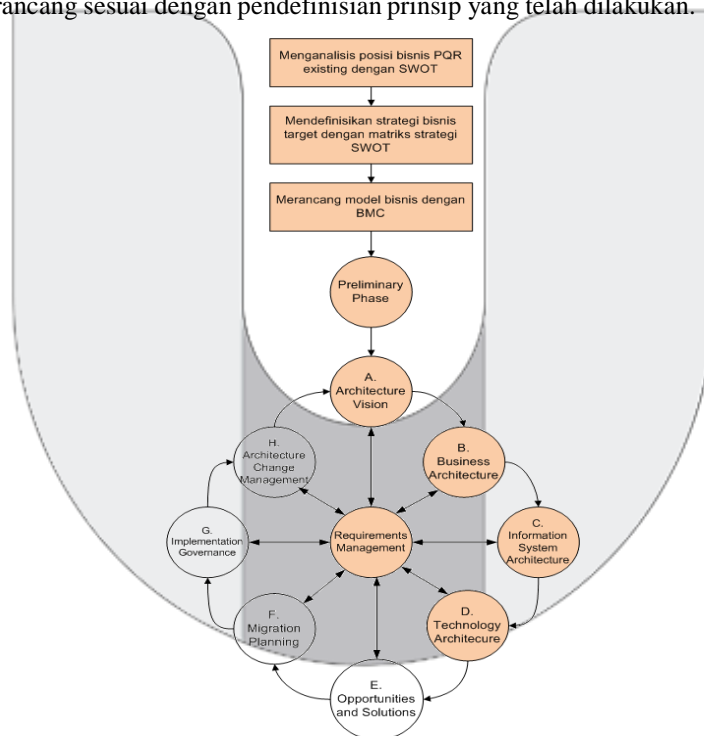 rancang sesuai dengan pendefinisian prinsip yang telah dilakukan.
Menganalisis posisi bisnis PQR
existing dengan SWOT
Mendefinisikan strategi bisnis
target dengan matriks strategi
SWOT
Merancang model bisnis dengan
BMC
Preliminary
Phase
A.
Architecture
Vision
H.
Architecture
Change
Management
B.
Business
Architecture
G.
Implementation
Governance
Requirements
Management
C.
Information
System
Architecture
F.
Migration
Planning
D.
Technology
Architecure
E.
Opportunities
and Solutions